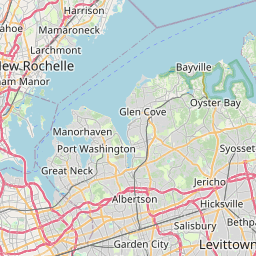 Harrison
Mamaroneck
Larchmont
New Rochelle
Manor
Bayville
Glen Cove
Oyster Bay
Manorhaven
Port Washington
Syosset
Great Neck
Jericho
Albertson
Hicksville
Salisbury
Garden City
Levittown